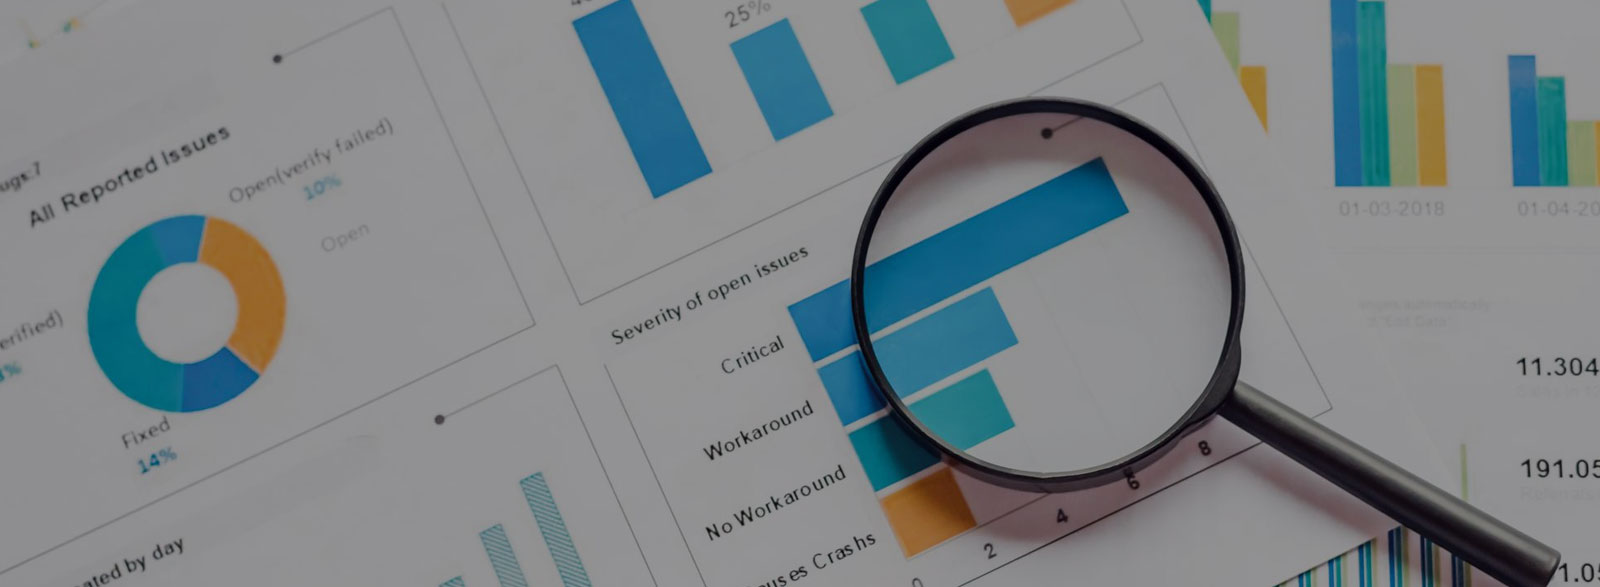 25%
ugs:7
All Reported Issues
Open(verify failed)
10%
Open
erified)
Fixed
14%
Severity of open issues
Critical
Workaround
No Workaround
uses Crashs
0
2
4
6
8
ated by day
01-03-2018
01-04-20
11.304
191.05
1.05